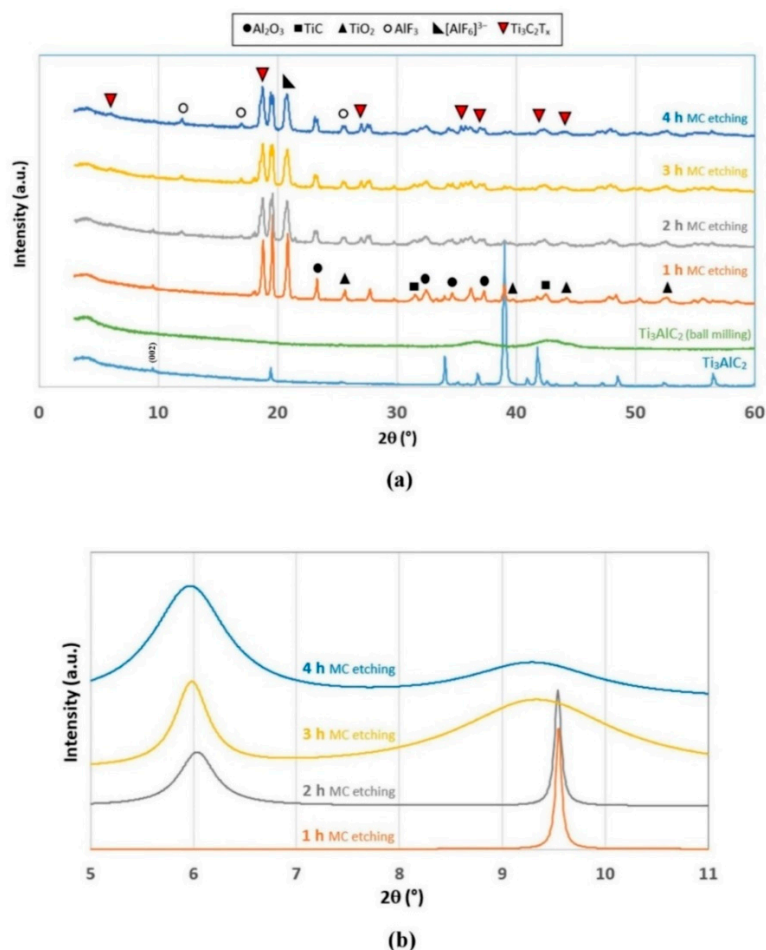 Al₂O₃ TiC TiO₂ AlF₃ [AlF₆]³⁻ Ti₃C₂Tₓ
Intensity (a.u.)
4 h MC etching
3 h MC etching
2 h MC etching
1 h MC etching
Ti₃AlC₂ (ball milling)
(002)
Ti₃AlC₂
0 10 20 30 40 50 60
2θ (°)
(a)
Intensity (a.u.)
4 h MC etching
3 h MC etching
2 h MC etching
1 h MC etching
5 6 7 8 9 10 11
2θ (°)
(b)